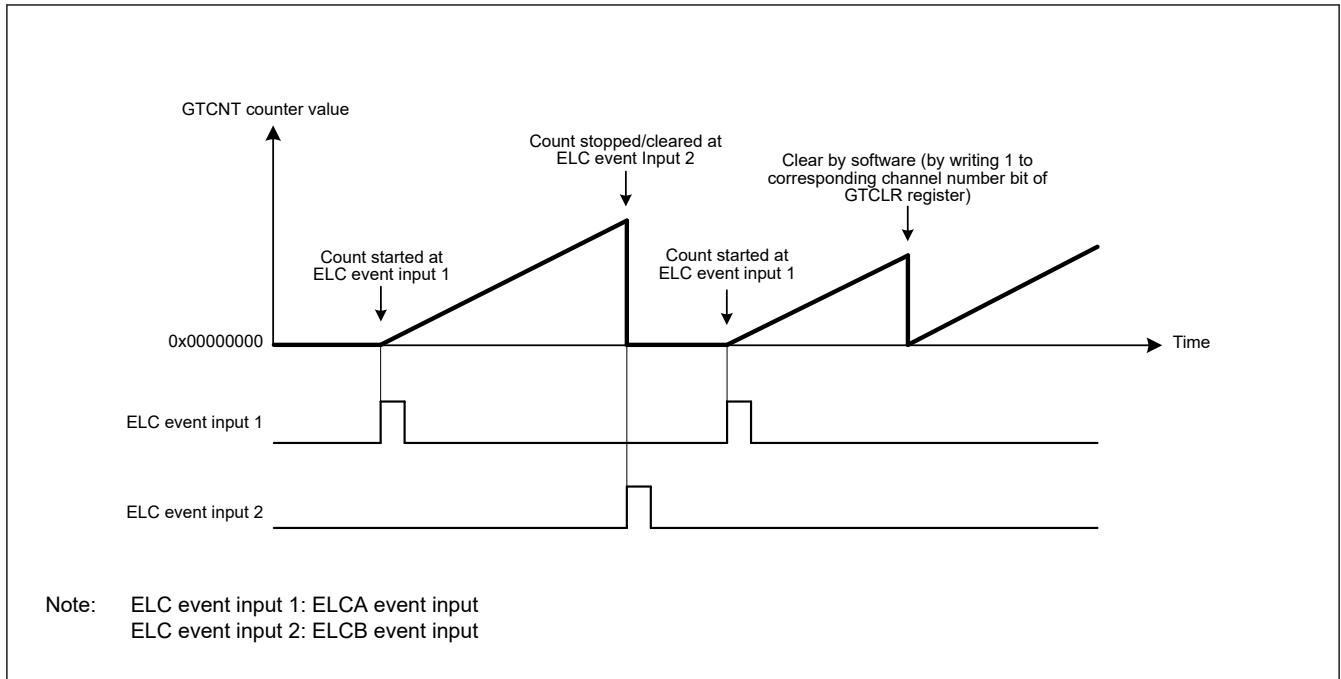 GTCNT counter value
Count stopped/cleared at
ELC event Input 2
Clear by software (by writing 1 to
corresponding channel number bit of
GTCLR register)
Count started at
ELC event input 1
Count started at
ELC event input 1
0x00000000
Time
ELC event input 1
ELC event input 2
Note: ELC event input 1: ELCA event input
ELC event input 2: ELCB event input